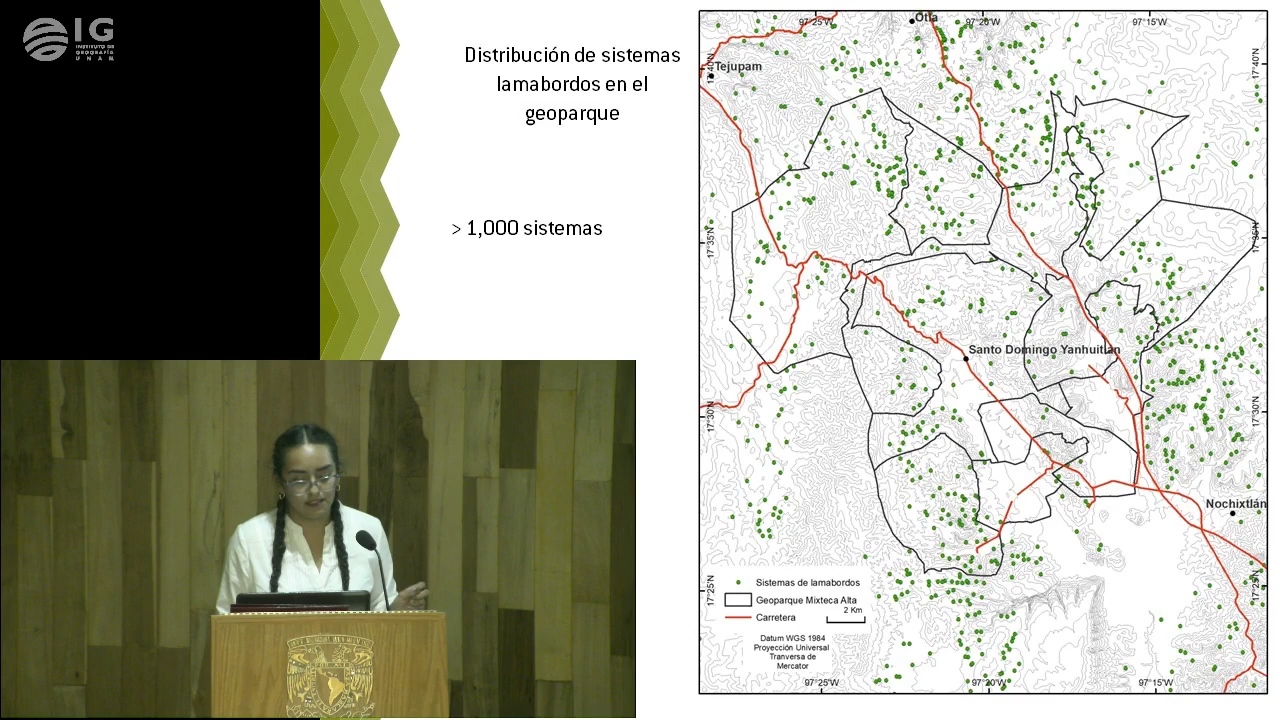 IG
INSTITUTO DE
GEOGRAFÍA
UNAM
Distribución de sistemas
lamabordos en el
geoparque
> 1,000 sistemas
97°25'W
97°20'W
97°15'W
Otla
Tejupam
17°40'N
17°40'N
17°35'N
17°35'N
Santo Domingo Yanhuitlan
17°30'N
17°30'N
Nochixtlán
17°25'N
17°25'N
Sistemas de lamabordos
Geoparque Mixteca Alta
2 Km
Carretera
Datum WGS 1984
Proyección Universal
Tranversa de
Mercator
97°25'W
97°20'W
97°15'W